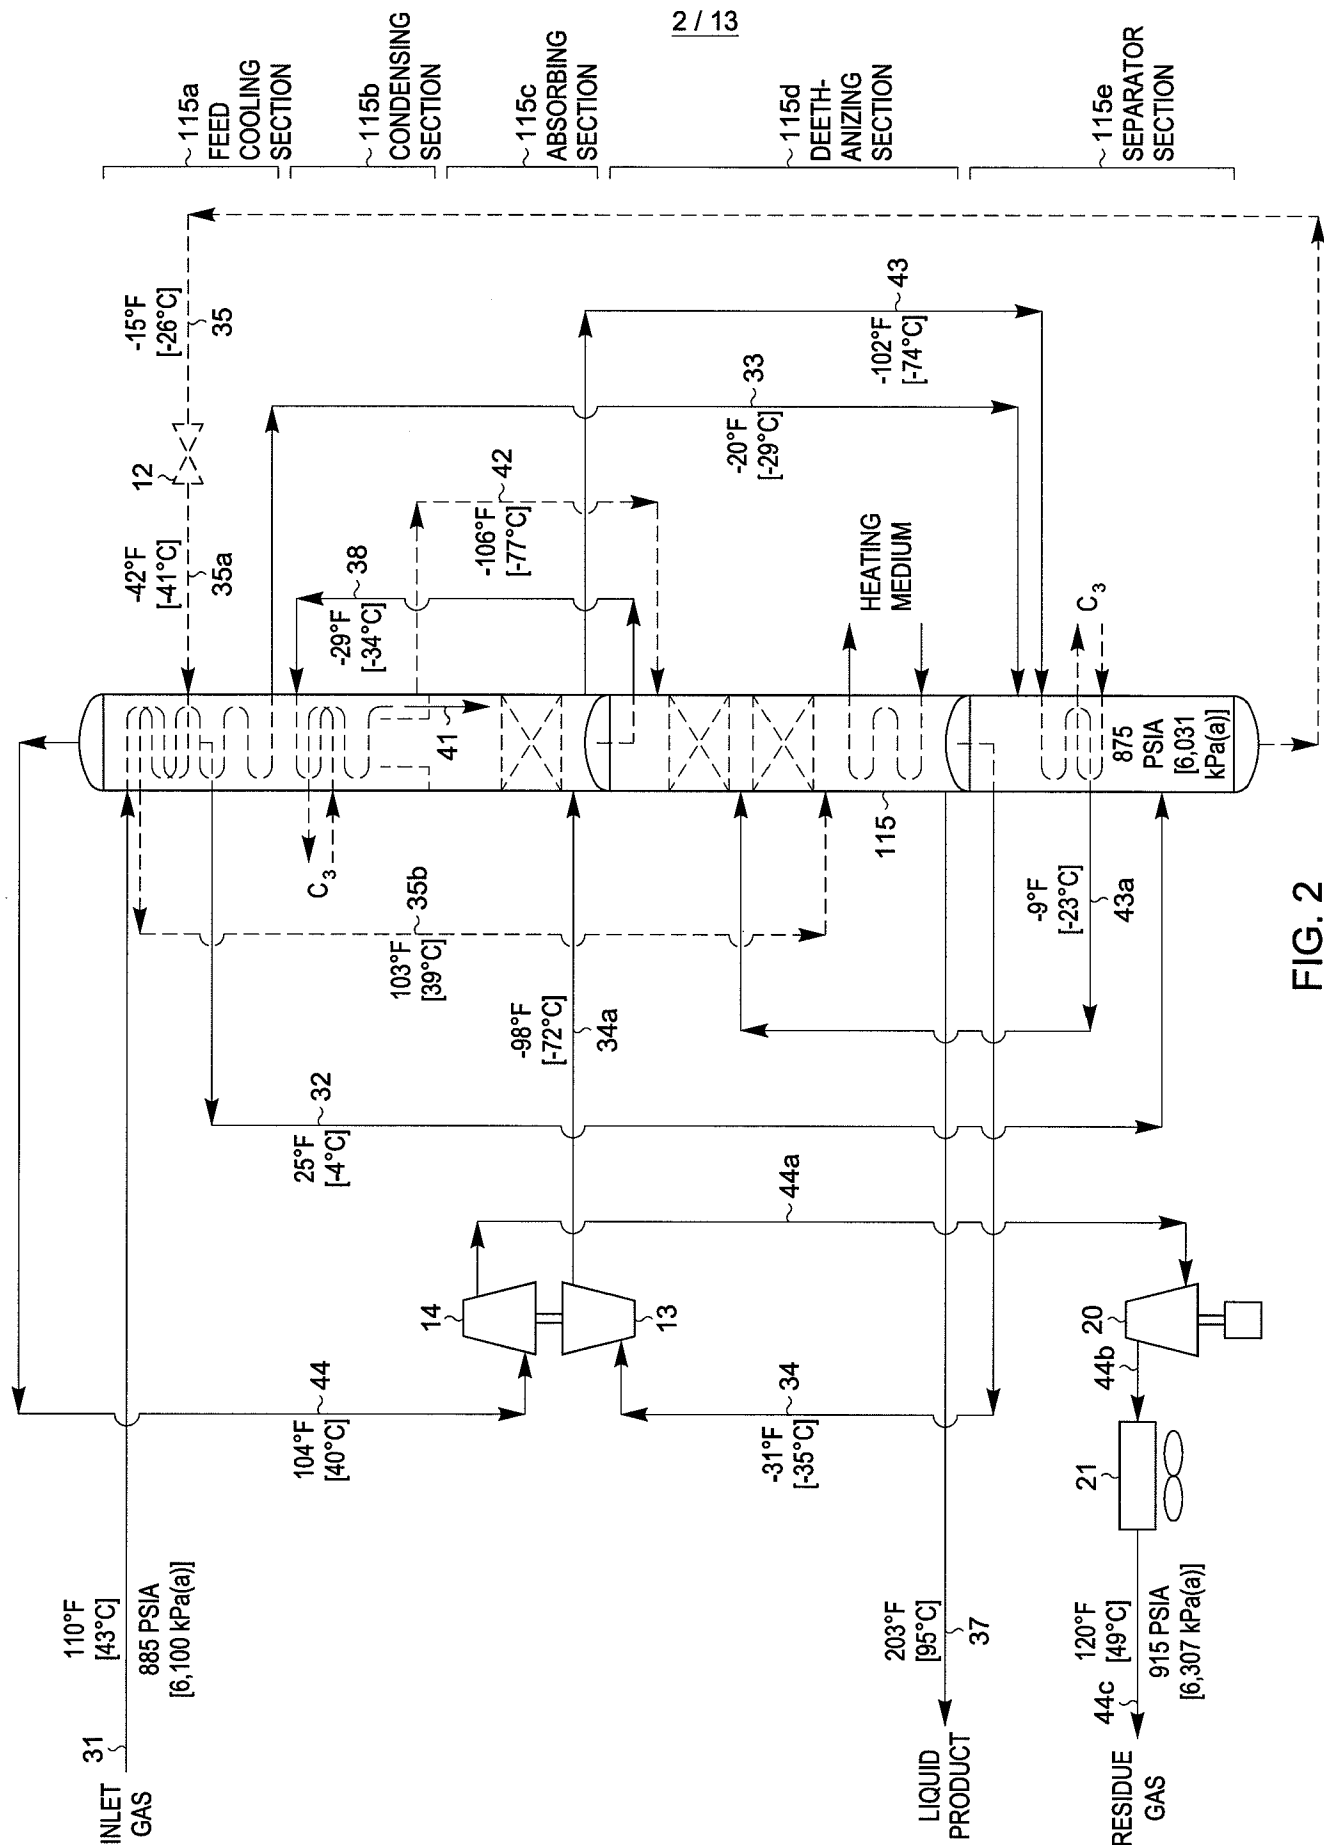 2 / 13
115a
FEED
COOLING
SECTION
115b
CONDENSING
SECTION
115c
ABSORBING
SECTION
115d
DEETH-
ANIZING
SECTION
115e
SEPARATOR
SECTION
-15°F
[-26°C]
35
12
-42°F
[-41°C]
35a
-102°F
[-74°C]
43
33
-20°F
[-29°C]
42
-106°F
[-77°C]
38
-29°F
[-34°C]
41
HEATING
MEDIUM
C3
875
PSIA
[6,031
kPa(a)]
115
C3
35b
103°F
[39°C]
-9°F
[-23°C]
43a
-98°F
[-72°C]
34a
32
25°F
[-4°C]
44a
14
13
20
44b
44
104°F
[40°C]
34
-31°F
[-35°C]
21
110°F
[43°C]
885 PSIA
[6,100 kPa(a)]
31
INLET
GAS
203°F
[95°C]
37
LIQUID
PRODUCT
120°F
[49°C]
915 PSIA
[6,307 kPa(a)]
44c
RESIDUE
GAS
FIG. 2